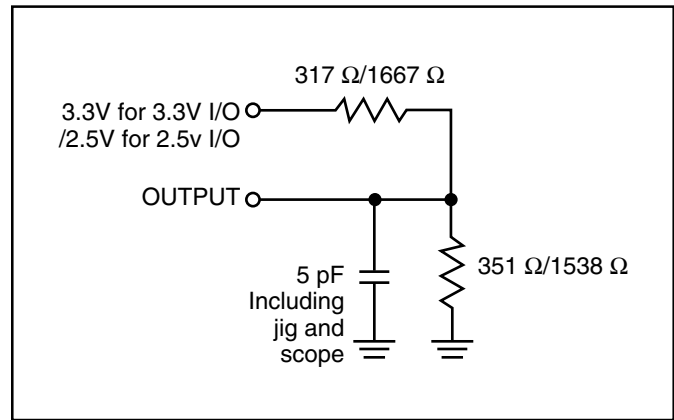 317 Ω/1667 Ω
3.3V for 3.3V I/O
/2.5V for 2.5v I/O
OUTPUT
5 pF
Including
jig and
scope
351 Ω/1538 Ω